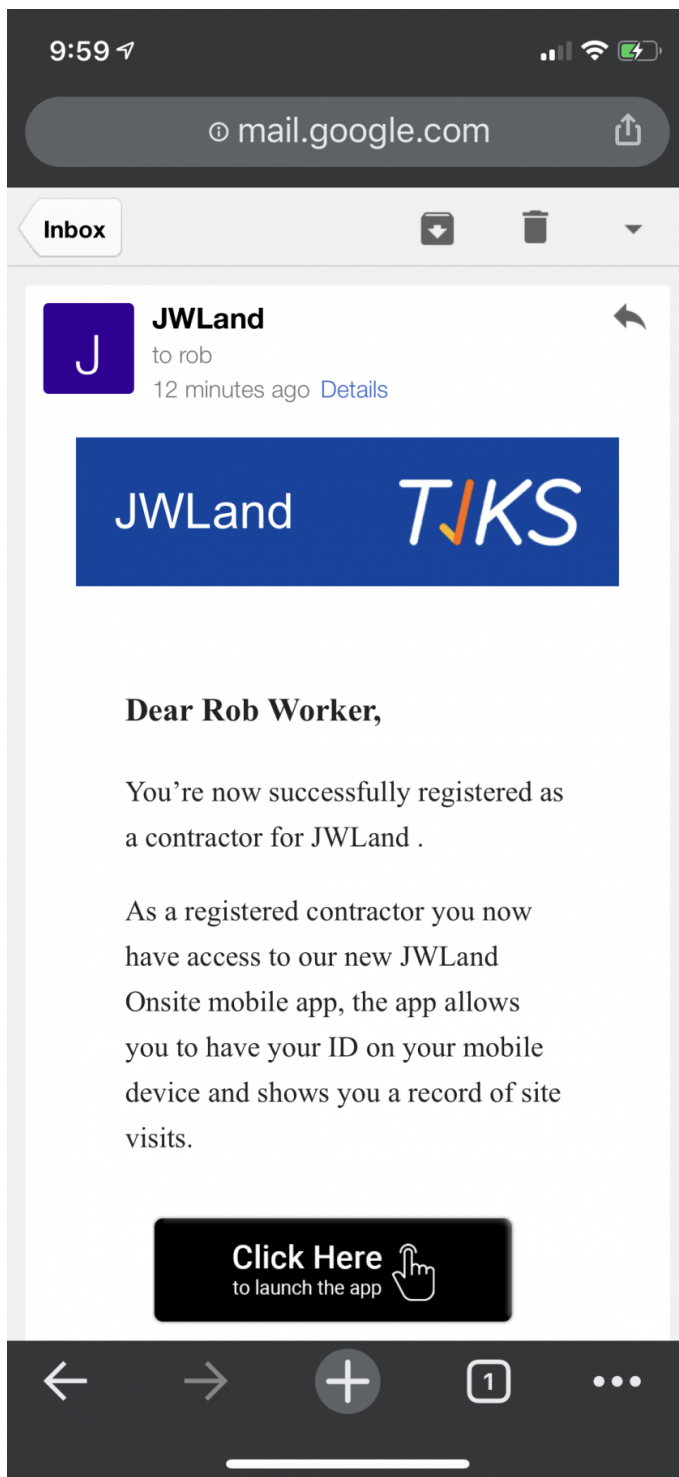 9:59
mail.google.com
Inbox
J
JWLand
to rob
12 minutes ago Details
JWLand TIKS
Dear Rob Worker,
You’re now successfully registered as
a contractor for JWLand .
As a registered contractor you now
have access to our new JWLand
Onsite mobile app, the app allows
you to have your ID on your mobile
device and shows you a record of site
visits.
Click Here
to launch the app
1